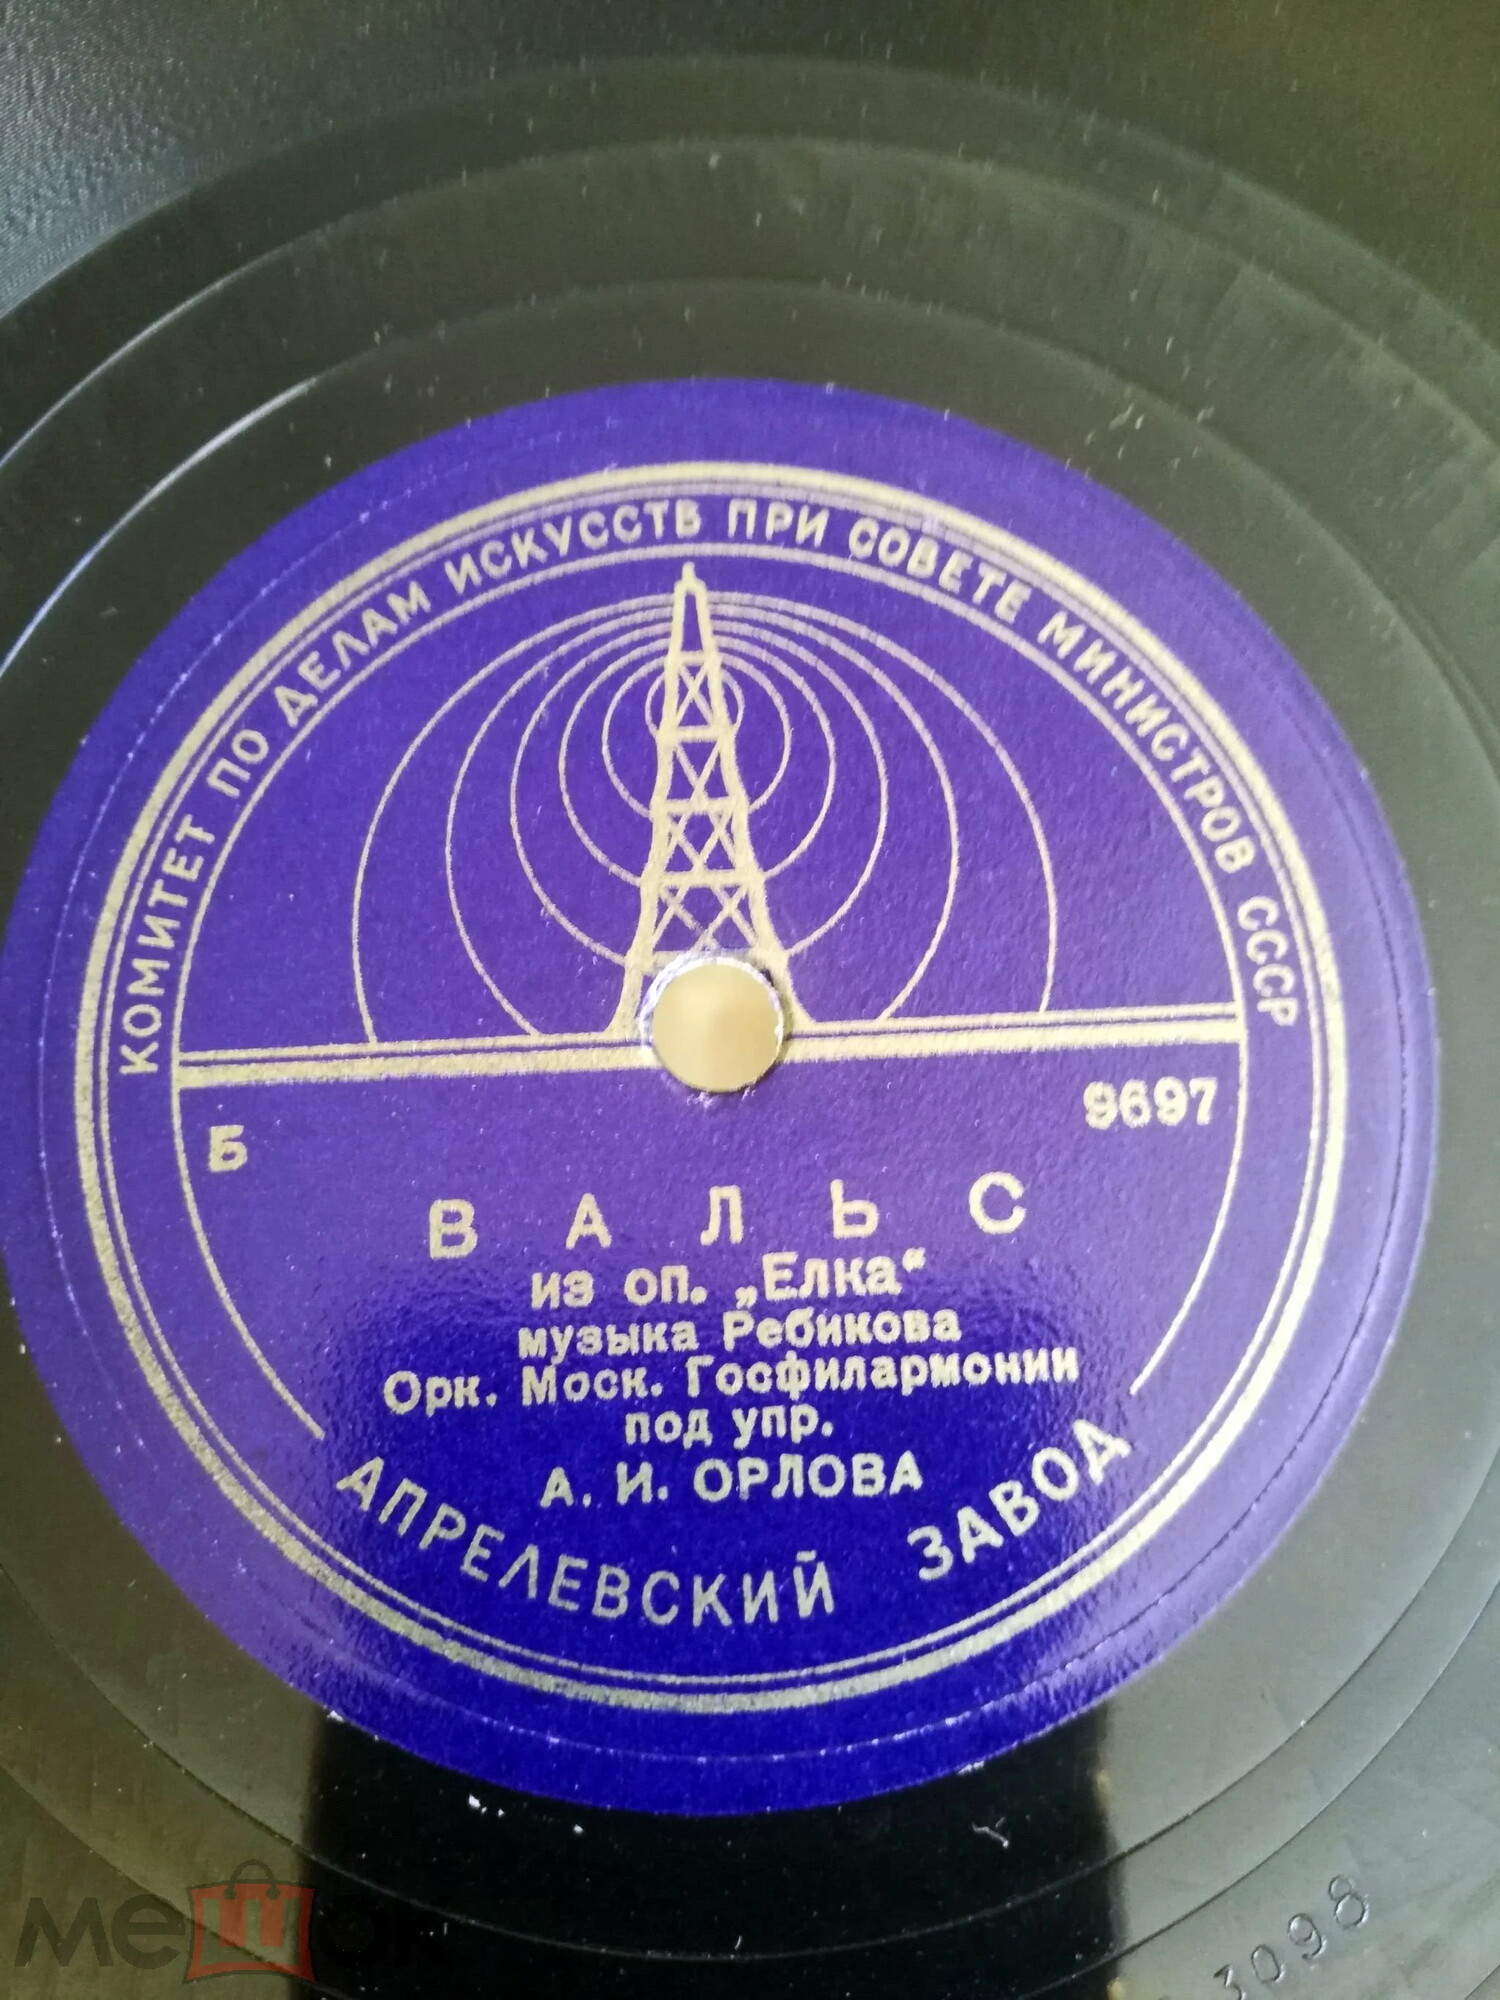 КОМИТЕТ ПО ДЕЛАМ ИСКУССТВ ПРИ СОВЕТЕ МИНИСТРОВ СССР
Б 9697
ВАЛЬС
из оп. „Елка“
музыка Ребикова
Орк. Моск. Госфилармонии
под упр.
А. И. ОРЛОВА
АПРЕЛЕВСКИЙ ЗАВОД
3098
мешок